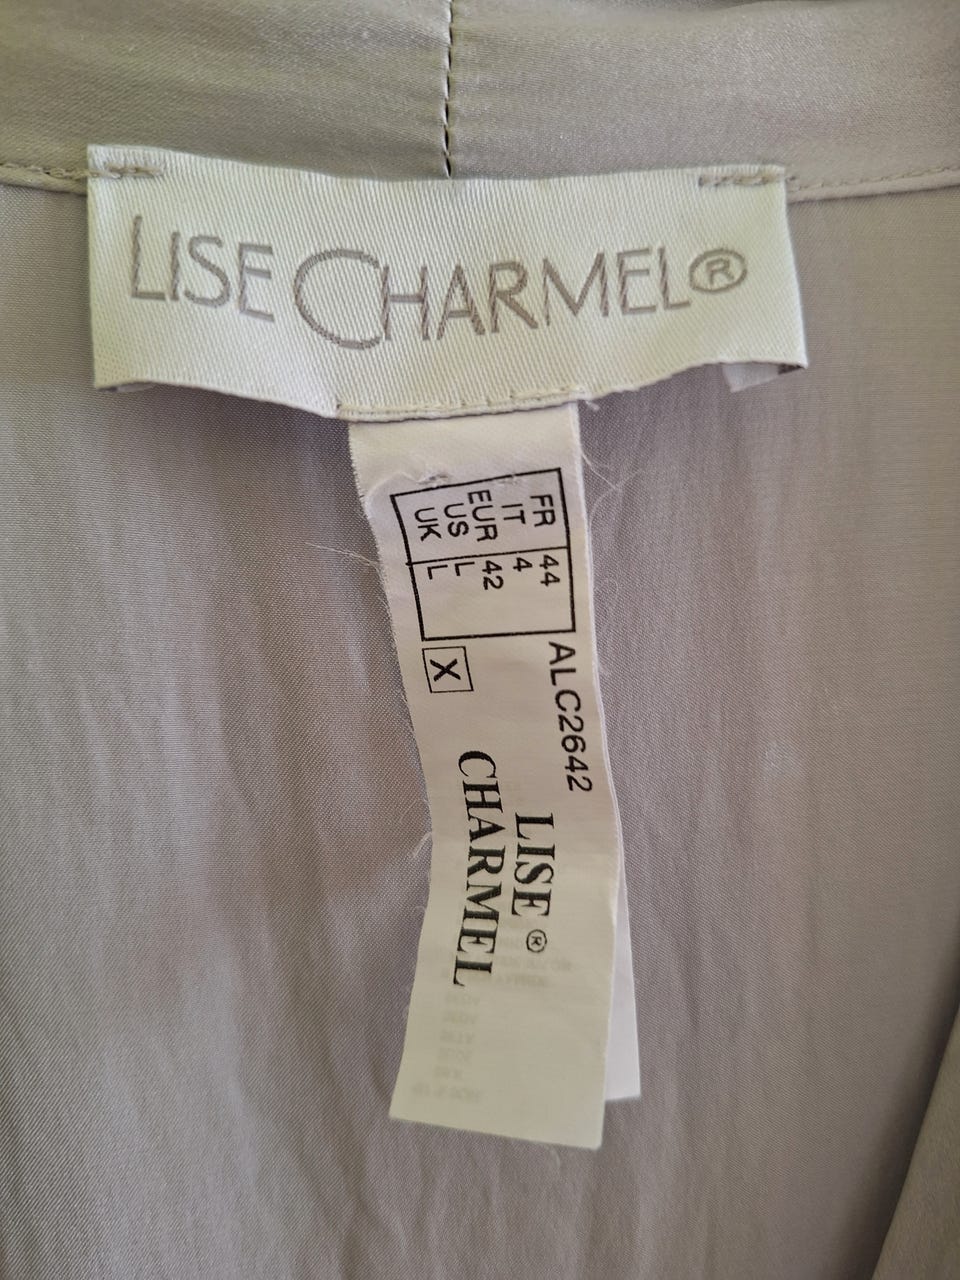 LISE CHARMEL®
FR 44
IT 4
EUR 42
US L
UK L
X
ALC2642
LISE ®
CHARMEL